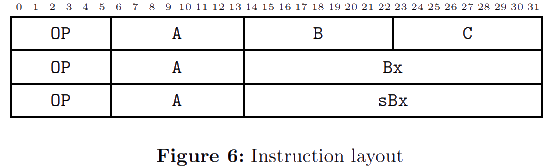 0 1 2 3 4 5 6 7 8 9 10 11 12 13 14 15 16 17 18 19 20 21 22 23 24 25 26 27 28 29 30 31
OP A B C
OP A Bx
OP A sBx
Figure 6: Instruction layout